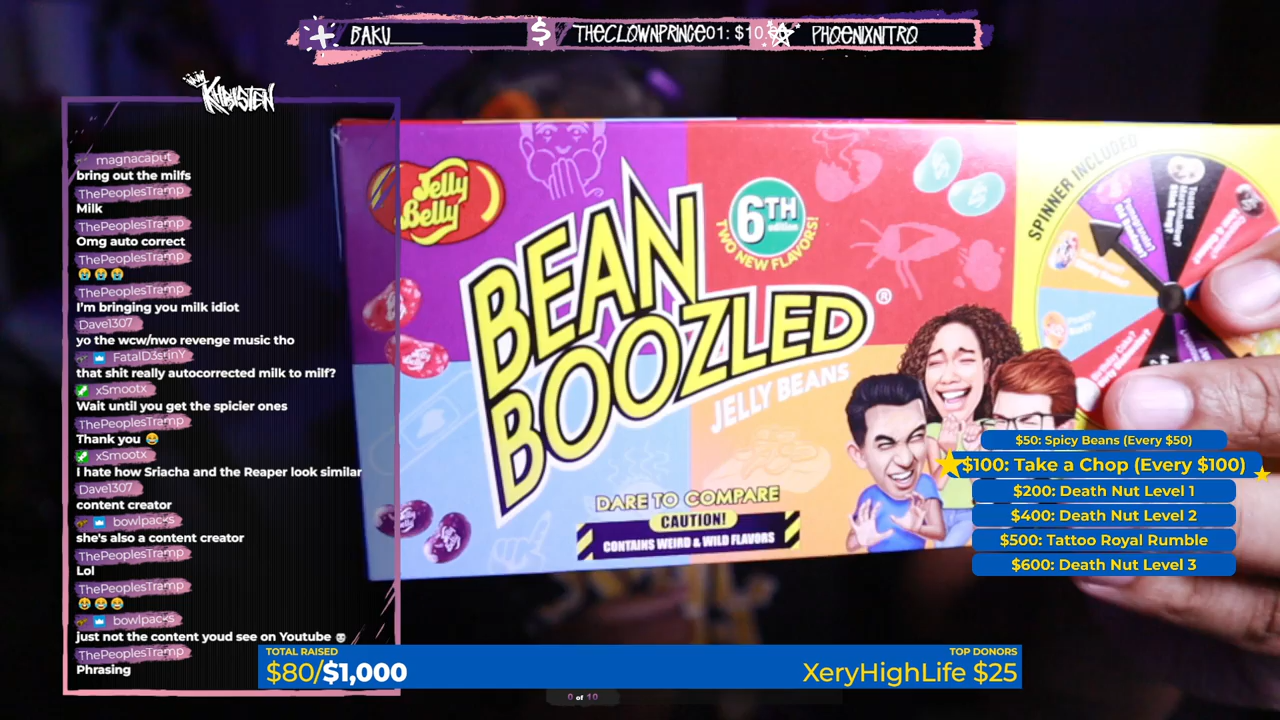 BAKU___
$
THECLOWNPRINCE01: $10
PHOENIXNITRO
KHRYSTEN
magnacaput
bring out the milfs
ThePeoplesTramp
Milk
ThePeoplesTramp
Omg auto correct
ThePeoplesTramp
😭😭😭
ThePeoplesTramp
I'm bringing you milk idiot
Dave1307
yo the wcw/nwo revenge music tho
FatalD3stinY
that shit really autocorrected milk to milf?
xSmootx
Wait until you get the spicier ones
ThePeoplesTramp
Thank you 😂
xSmootx
I hate how Sriacha and the Reaper look similar
Dave1307
content creator
bowlpacks
she's also a content creator
ThePeoplesTramp
Lol
ThePeoplesTramp
😂😂😂
bowlpacks
just not the content youd see on Youtube
ThePeoplesTramp
Phrasing
Jelly
Belly
BEAN
BOOZLED®
JELLY BEANS
6TH
edition
TWO NEW FLAVORS!
SPINNER INCLUDED
DARE TO COMPARE
CAUTION!
CONTAINS WEIRD & WILD FLAVORS
$50: Spicy Beans (Every $50)
$100: Take a Chop (Every $100)
$200: Death Nut Level 1
$400: Death Nut Level 2
$500: Tattoo Royal Rumble
$600: Death Nut Level 3
TOTAL RAISED
$80/$1,000
TOP DONORS
XeryHighLife $25
0 of 10